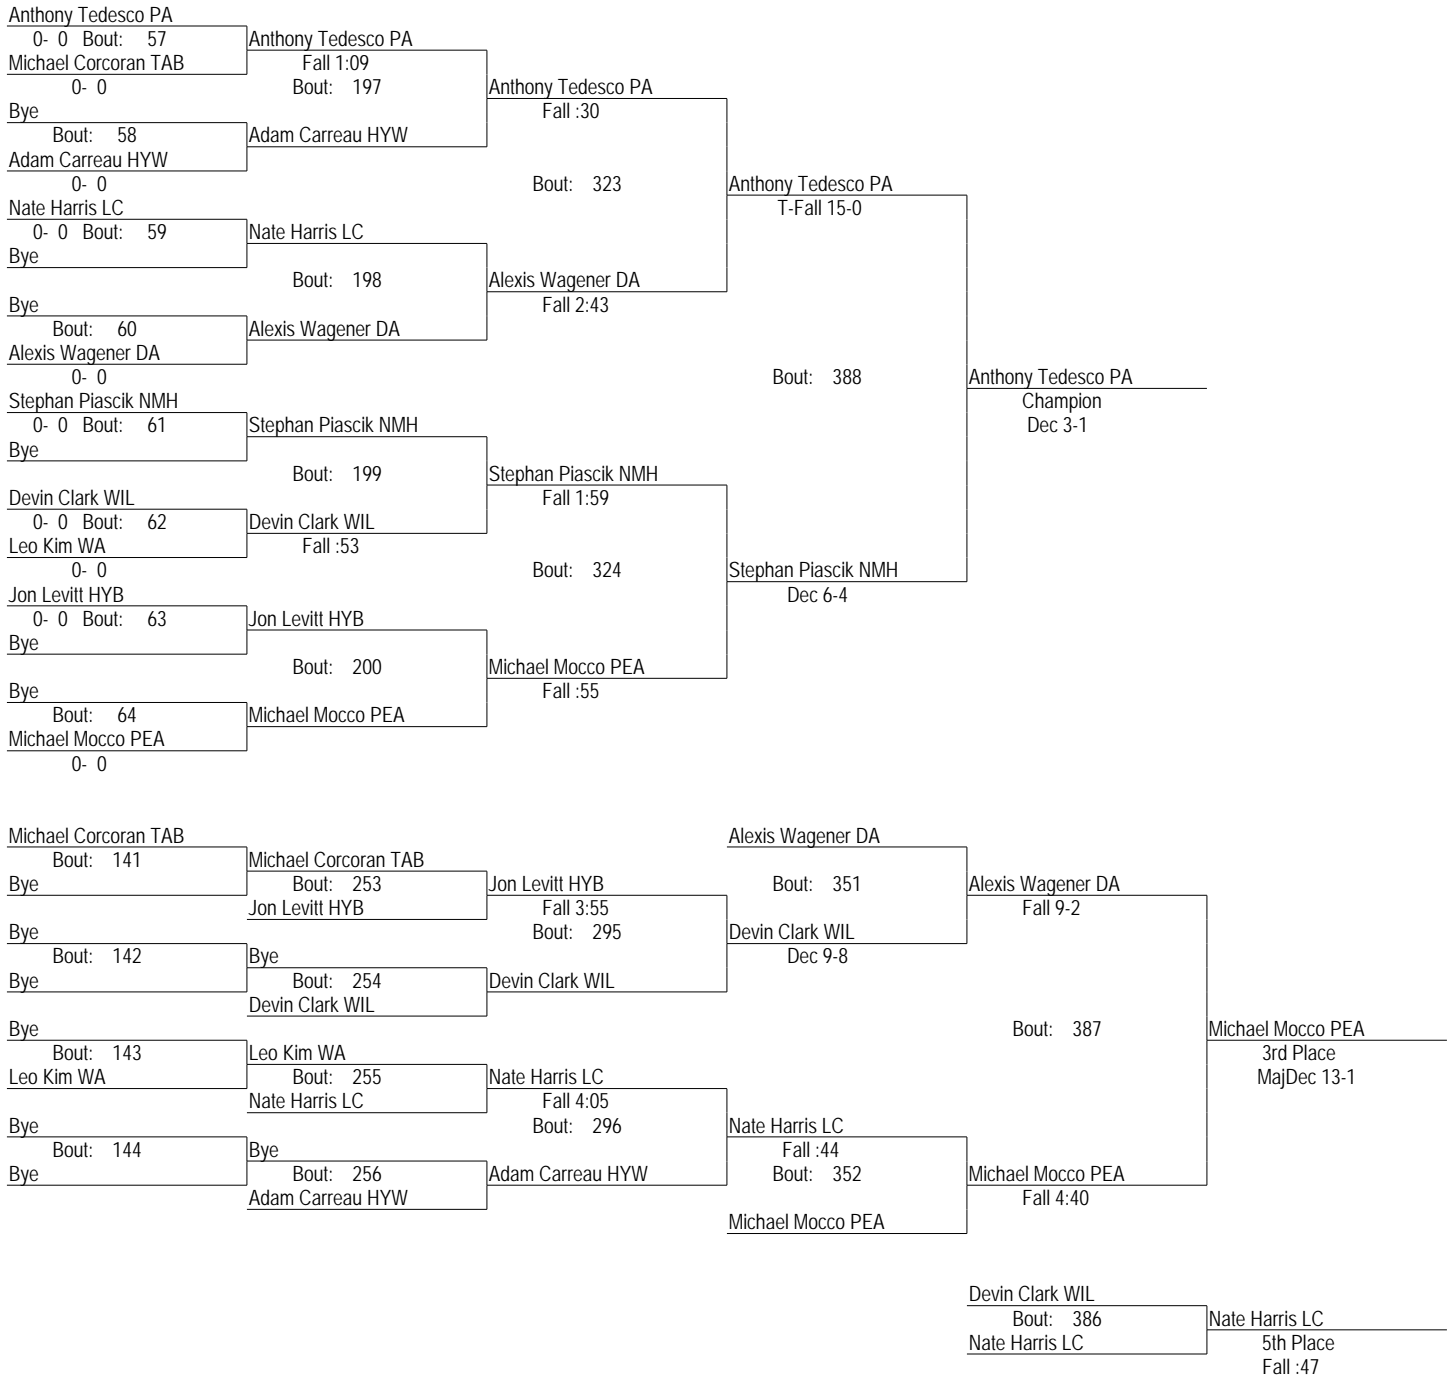 Anthony Tedesco PA
0- 0 Bout: 57 Anthony Tedesco PA
Michael Corcoran TAB Fall 1:09
0- 0 Bout: 197 Anthony Tedesco PA
Bye Fall :30
Bout: 58 Adam Carreau HYW
Adam Carreau HYW
0- 0 Bout: 323 Anthony Tedesco PA
Nate Harris LC T-Fall 15-0
0- 0 Bout: 59 Nate Harris LC
Bye
Bout: 198 Alexis Wagener DA
Bye Fall 2:43
Bout: 60 Alexis Wagener DA
Alexis Wagener DA
0- 0 Bout: 388 Anthony Tedesco PA
Stephan Piascik NMH Champion
0- 0 Bout: 61 Stephan Piascik NMH Dec 3-1
Bye
Bout: 199 Stephan Piascik NMH
Devin Clark WIL Fall 1:59
0- 0 Bout: 62 Devin Clark WIL
Leo Kim WA Fall :53
0- 0 Bout: 324 Stephan Piascik NMH
Jon Levitt HYB Dec 6-4
0- 0 Bout: 63 Jon Levitt HYB
Bye
Bout: 200 Michael Mocco PEA
Bye Fall :55
Bout: 64 Michael Mocco PEA
Michael Mocco PEA
0- 0
Michael Corcoran TAB Alexis Wagener DA
Bout: 141 Michael Corcoran TAB
Bye Bout: 253 Jon Levitt HYB Bout: 351 Alexis Wagener DA
Jon Levitt HYB Fall 3:55 Fall 9-2
Bye Bout: 295 Devin Clark WIL
Bout: 142 Bye Dec 9-8
Bye Bout: 254 Devin Clark WIL
Devin Clark WIL
Bye Bout: 387 Michael Mocco PEA
Bout: 143 Leo Kim WA 3rd Place
Leo Kim WA Bout: 255 Nate Harris LC MajDec 13-1
Nate Harris LC Fall 4:05
Bye Bout: 296 Nate Harris LC
Bout: 144 Bye Fall :44
Bye Bout: 256 Adam Carreau HYW Bout: 352 Michael Mocco PEA
Adam Carreau HYW Fall 4:40
Michael Mocco PEA
Devin Clark WIL
Bout: 386 Nate Harris LC
Nate Harris LC 5th Place
Fall :47